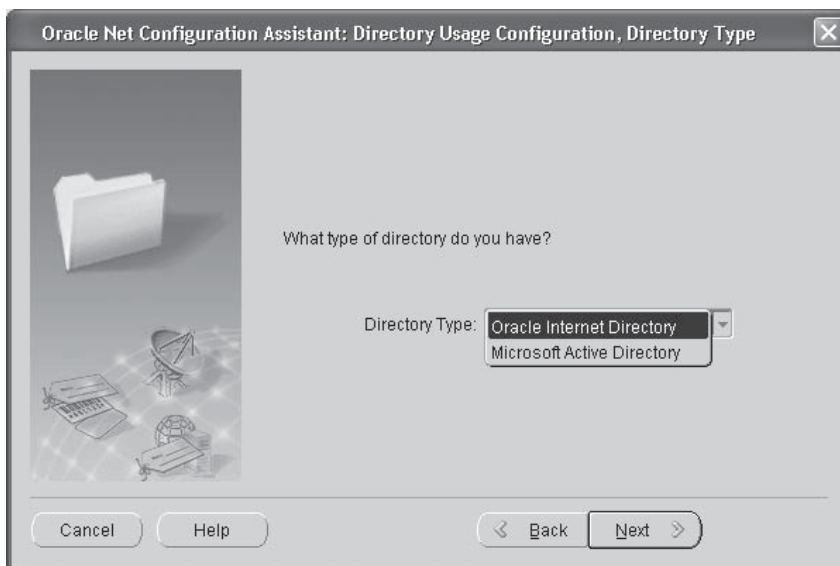 Oracle Net Configuration Assistant: Directory Usage Configuration, Directory Type
What type of directory do you have?
Directory Type:
Oracle Internet Directory
Microsoft Active Directory
Cancel
Help
Back
Next